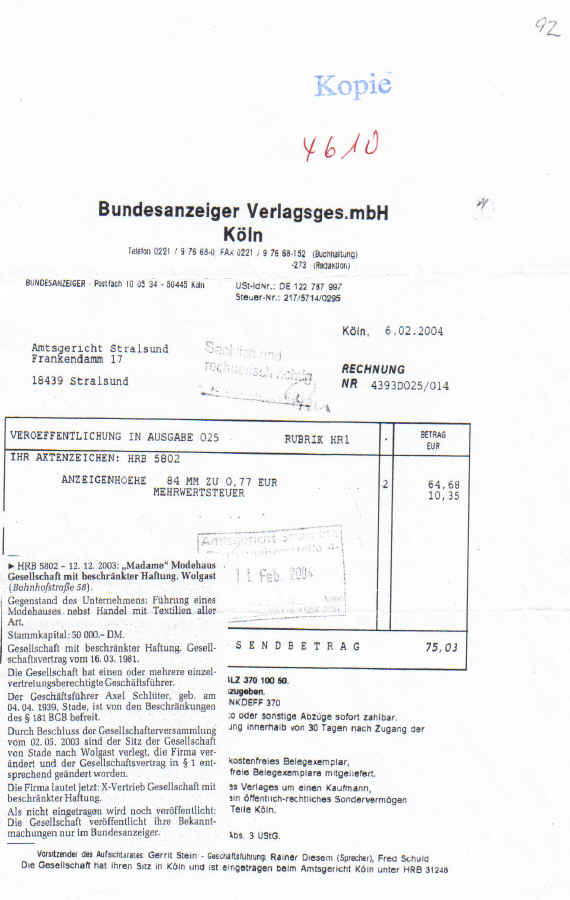 92
Kopie
4610
Bundesanzeiger Verlagsges.mbH
Köln
Telefon 0221 / 9 76 68-0, FAX 0221 / 9 76 68-152 (Buchhaltung)
-273 (Redaktion)
BUNDESANZEIGER - Postfach 10 05 34 - 50445 Köln
USt-IdNr.: DE 122 787 997
Steuer-Nr.: 217/5714/0295
Köln, 6.02.2004
Amtsgericht Stralsund
Frankendamm 17
18439 Stralsund
Sachlich und
rechnerisch richtig
RECHNUNG
NR 4393D025/014
VEROEFFENTLICHUNG IN AUSGABE 025 RUBRIK HR1
BETRAG
EUR
IHR AKTENZEICHEN: HRB 5802
ANZEIGENHOEHE 84 MM ZU 0,77 EUR 2 64,68
MEHRWERTSTEUER 10,35
Amtsgericht
11. Feb. 2004
► HRB 5802 – 12. 12. 2003: „Madame“ Modehaus
Gesellschaft mit beschränkter Haftung, Wolgast
(Bahnhofstraße 58).
Gegenstand des Unternehmens: Führung eines
Modehauses nebst Handel mit Textilien aller
Art.
Stammkapital: 50 000,– DM.
Gesellschaft mit beschränkter Haftung. Gesell-
schaftsvertrag vom 16. 03. 1981.
Die Gesellschaft hat einen oder mehrere einzel-
vertretungsberechtigte Geschäftsführer.
Der Geschäftsführer Axel Schlüter, geb. am
04. 04. 1939, Stade, ist von den Beschränkungen
des § 181 BGB befreit.
Durch Beschluss der Gesellschafterversammlung
vom 02. 05. 2003 sind der Sitz der Gesellschaft
von Stade nach Wolgast verlegt, die Firma ver-
ändert und der Gesellschaftsvertrag in § 1 ent-
sprechend geändert worden.
Die Firma lautet jetzt: X-Vertrieb Gesellschaft mit
beschränkter Haftung.
Als nicht eingetragen wird noch veröffentlicht:
Die Gesellschaft veröffentlicht ihre Bekannt-
machungen nur im Bundesanzeiger.
SENDBETRAG 75,03
LZ 370 100 50.
zugeben.
NKDEFF 370
o oder sonstige Abzüge sofort zahlbar.
ung innerhalb von 30 Tagen nach Zugang der
kostenfreies Belegexemplar,
freie Belegexemplare mitgeliefert.
es Verlages um einen Kaufmann,
ein öffentlich-rechtliches Sondervermögen
Teile Köln.
Abs. 3 UStG.
Vorsitzender des Aufsichtsrates: Gerrit Stein - Geschäftsführung: Rainer Diesem (Sprecher), Fred Schuld
Die Gesellschaft hat ihren Sitz in Köln und ist eingetragen beim Amtsgericht Köln unter HRB 31248